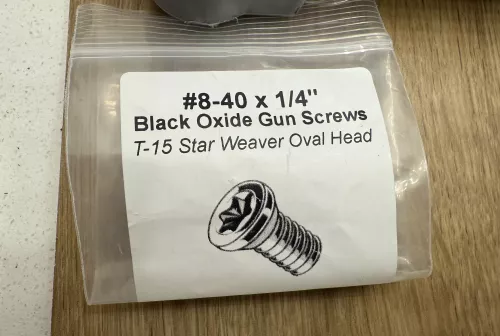 #8-40 x 1/4"
Black Oxide Gun Screws
T-15 Star Weaver Oval Head